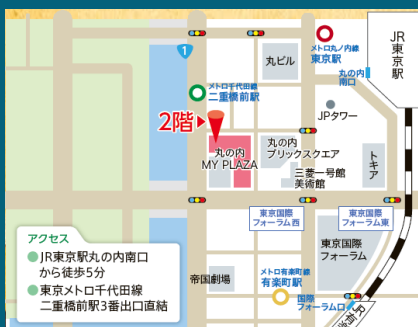 1
メトロ丸ノ内線
東京駅
JR
東京駅
丸ビル
丸の内
南口
メトロ千代田線
二重橋前駅
JPタワー
2階
丸の内
MY PLAZA
丸の内
ブリックスクエア
三菱一号館
美術館
トキア
東京国際
フォーラム西
東京国際
フォーラム東
アクセス
JR東京駅丸の内南口
から徒歩5分
東京メトロ千代田線
二重橋前駅3番出口直結
帝国劇場
メトロ有楽町線
有楽町駅
東京国際
フォーラム
国際
フォーラム口